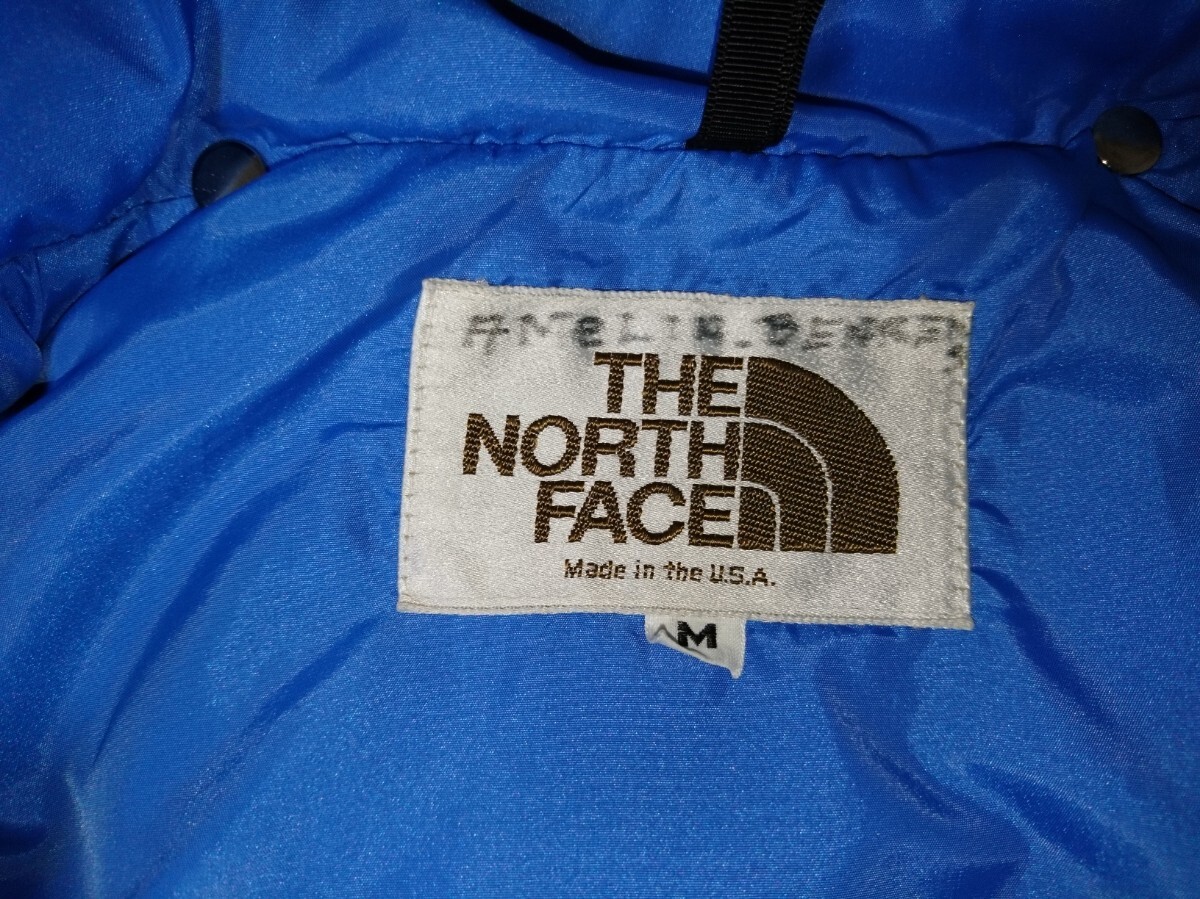 THE
NORTH
FACE
Made in the U.S.A.
M